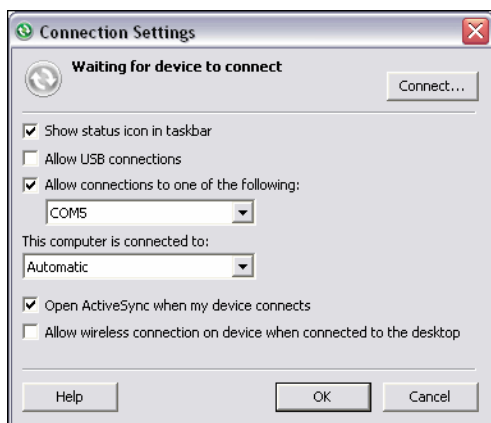 Connection Settings
Waiting for device to connect
Connect...
Show status icon in taskbar
Allow USB connections
Allow connections to one of the following:
COM5
This computer is connected to:
Automatic
Open ActiveSync when my device connects
Allow wireless connection on device when connected to the desktop
Help OK Cancel